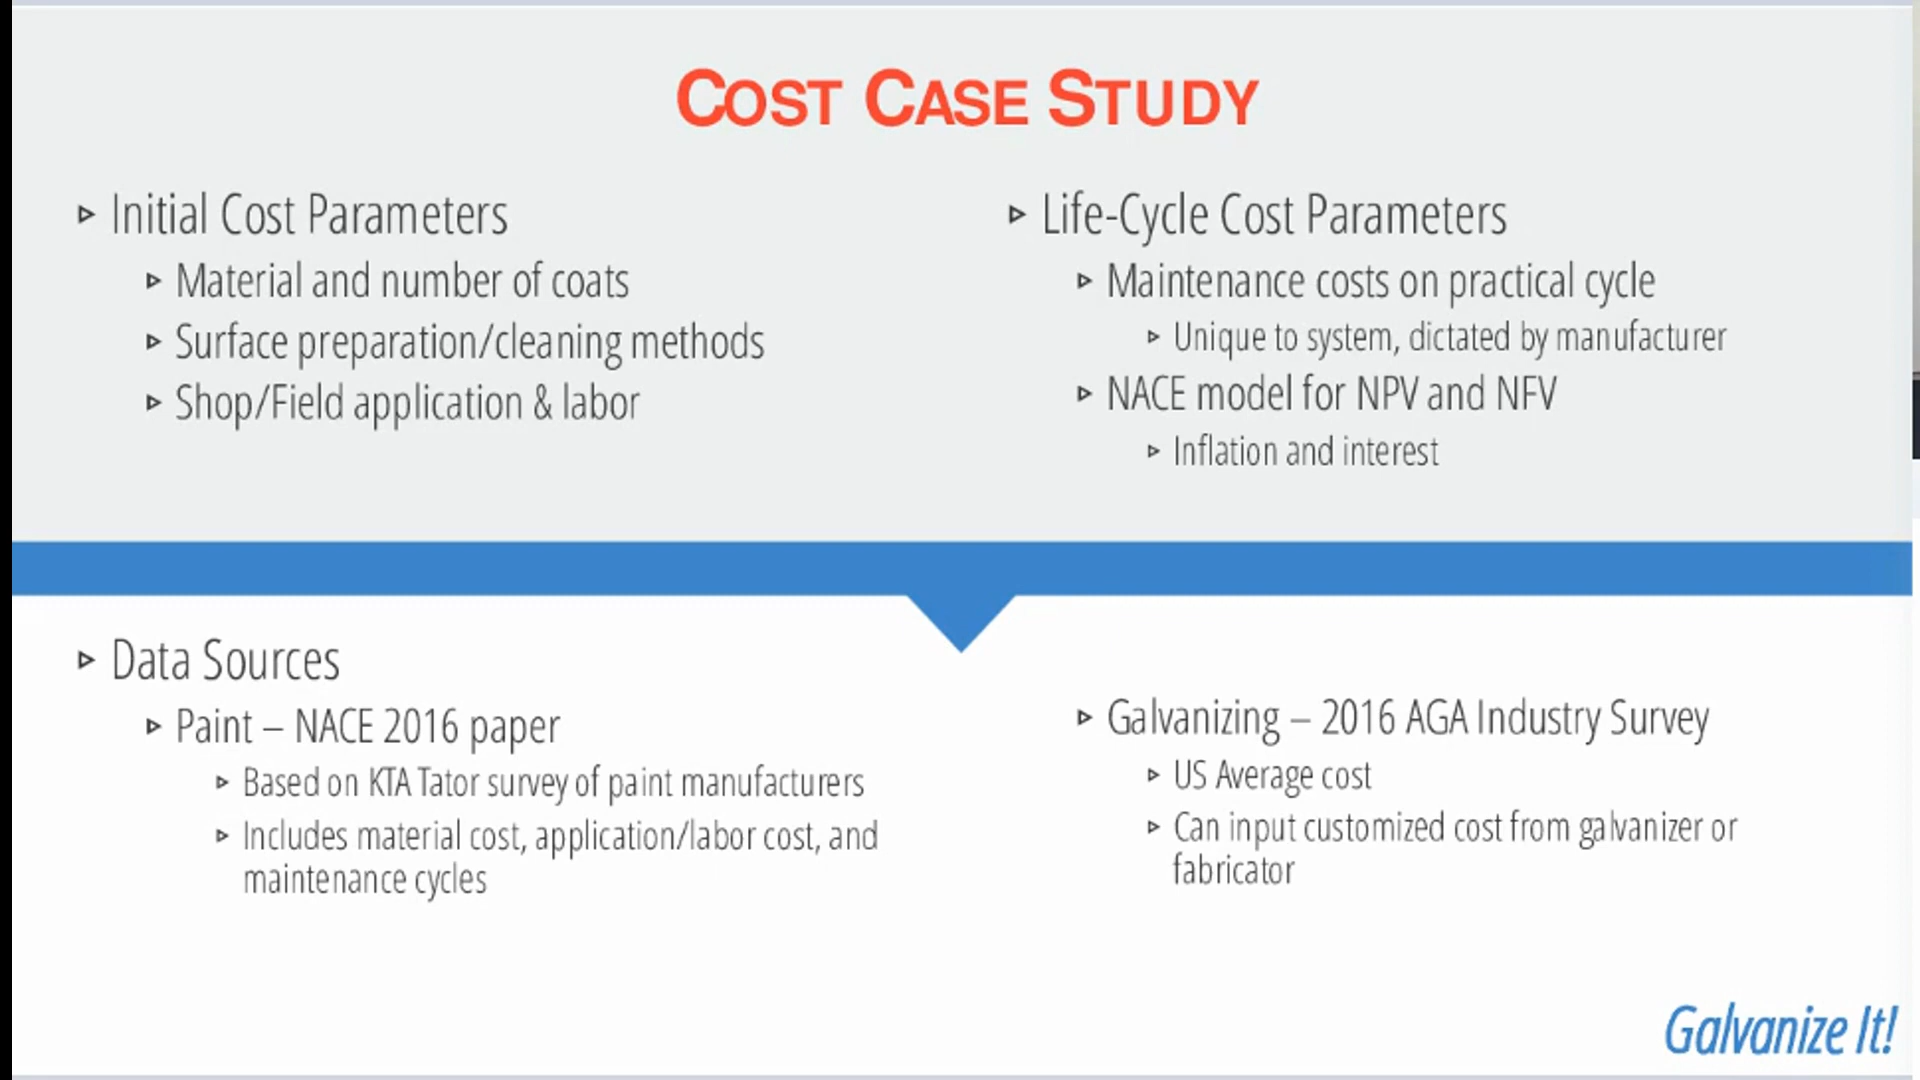 COST CASE STUDY
Initial Cost Parameters
Material and number of coats
Surface preparation/cleaning methods
Shop/Field application & labor
Life-Cycle Cost Parameters
Maintenance costs on practical cycle
Unique to system, dictated by manufacturer
NACE model for NPV and NFV
Inflation and interest
Data Sources
Paint – NACE 2016 paper
Based on KTA Tator survey of paint manufacturers
Includes material cost, application/labor cost, and
maintenance cycles
Galvanizing – 2016 AGA Industry Survey
US Average cost
Can input customized cost from galvanizer or
fabricator
Galvanize It!